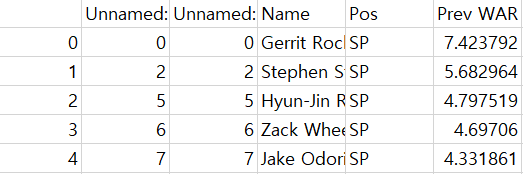 Unnamed: Unnamed: Name Pos Prev WAR
0 0 0 Gerrit Rocl SP 7.423792
1 2 2 Stephen S SP 5.682964
2 5 5 Hyun-Jin R SP 4.797519
3 6 6 Zack Whee SP 4.69706
4 7 7 Jake Odori SP 4.331861